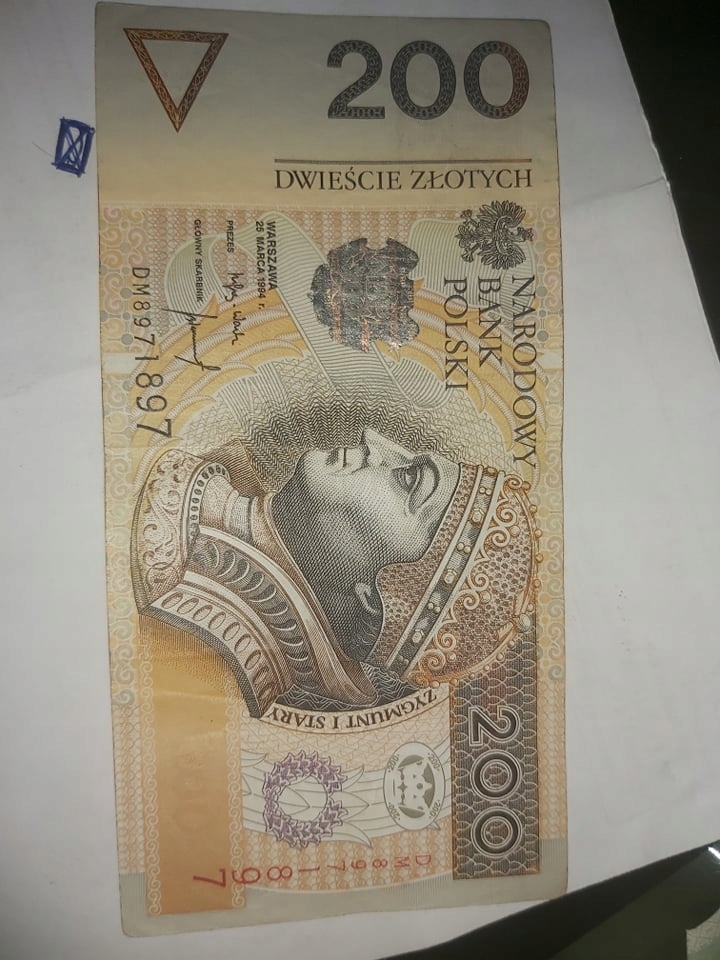 200
DWIEŚCIE ZŁOTYCH
NARODOWY
BANK
POLSKI
WARSZAWA
25 MARCA 1994 r.
PREZES
GŁÓWNY SKARBNIK
DM8971897
ZYGMUNT I STARY
200
DM8971897